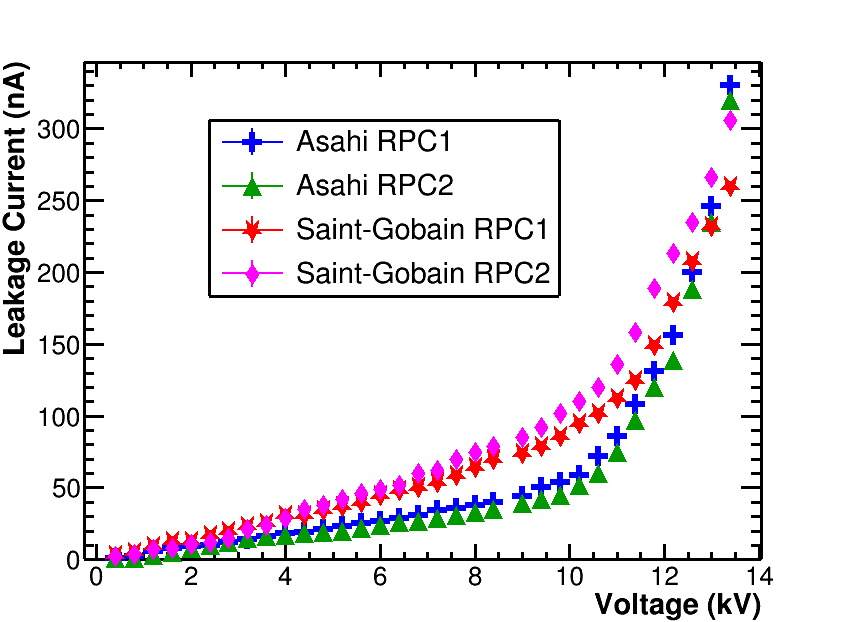 Leakage Current (nA)
300
250
200
150
100
50
0
Asahi RPC1
Asahi RPC2
Saint-Gobain RPC1
Saint-Gobain RPC2
0 2 4 6 8 10 12 14
Voltage (kV)